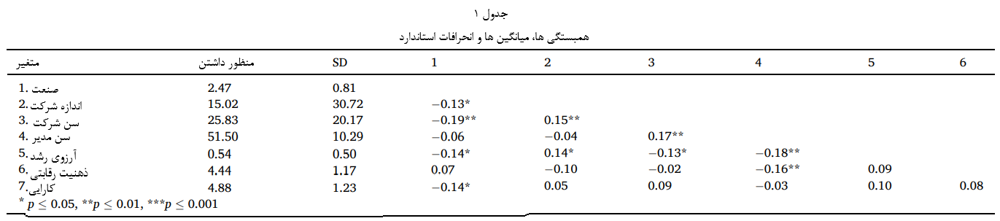 جدول ۱
همبستگی ها، میانگین ها و انحرافات استاندارد
متغیر منظور داشتن SD 1 2 3 4 5 6
1. صنعت 2.47 0.81
2. اندازه شرکت 15.02 30.72 −0.13*
3. سن شرکت 25.83 20.17 −0.19** 0.15**
4. سن مدیر 51.50 10.29 −0.06 −0.04 0.17**
5. آرزوی رشد 0.54 0.50 −0.14* 0.14* −0.13* −0.18**
6. ذهنیت رقابتی 4.44 1.17 0.07 −0.10 −0.02 −0.16** 0.09
7. کارایی 4.88 1.23 −0.14* 0.05 0.09 −0.03 0.10 0.08
* p ≤ 0.05, **p ≤ 0.01, ***p ≤ 0.001